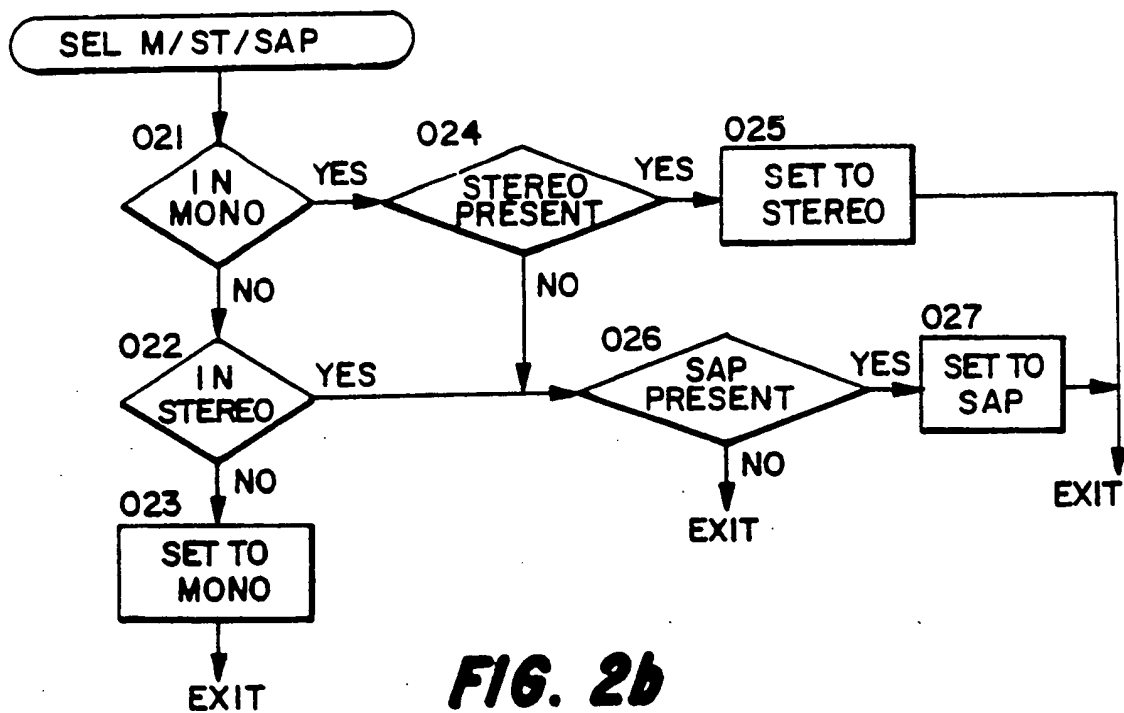 SEL M/ST/SAP
021
IN
MONO
YES
024
STEREO
PRESENT
YES
025
SET TO
STEREO
NO
NO
022
IN
STEREO
YES
026
SAP
PRESENT
YES
027
SET TO
SAP
NO
NO
EXIT
EXIT
023
SET TO
MONO
EXIT
FIG. 2b